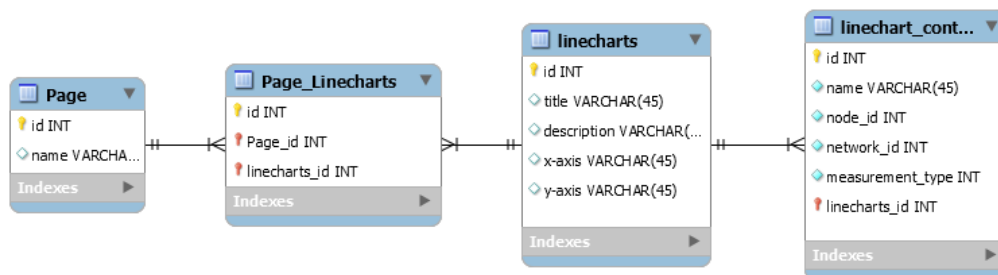 Page
id INT
name VARCHA...
Indexes
Page_Linecharts
id INT
Page_id INT
linecharts_id INT
Indexes
linecharts
id INT
title VARCHAR(45)
description VARCHAR(...
x-axis VARCHAR(45)
y-axis VARCHAR(45)
Indexes
linechart_cont...
id INT
name VARCHAR(45)
node_id INT
network_id INT
measurement_type INT
linecharts_id INT
Indexes